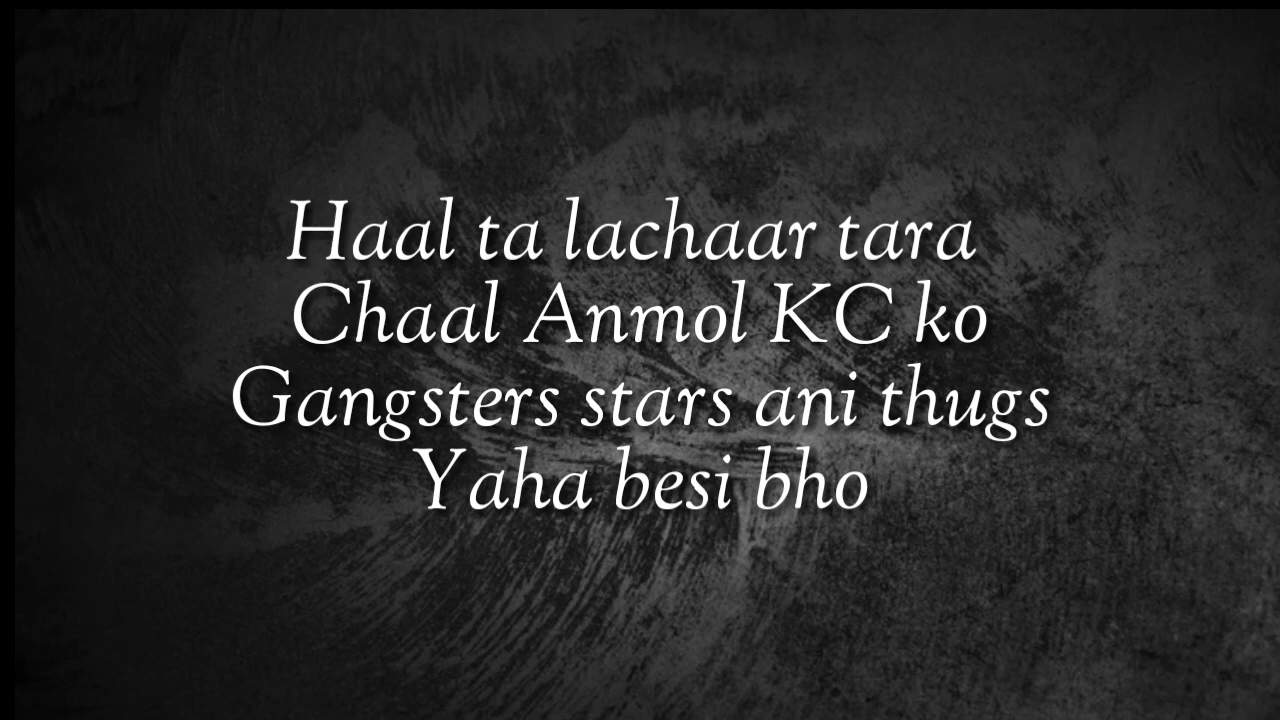 Haal ta lachaar tara
Chaal Anmol KC ko
Gangsters stars ani thugs
Yaha besi bho